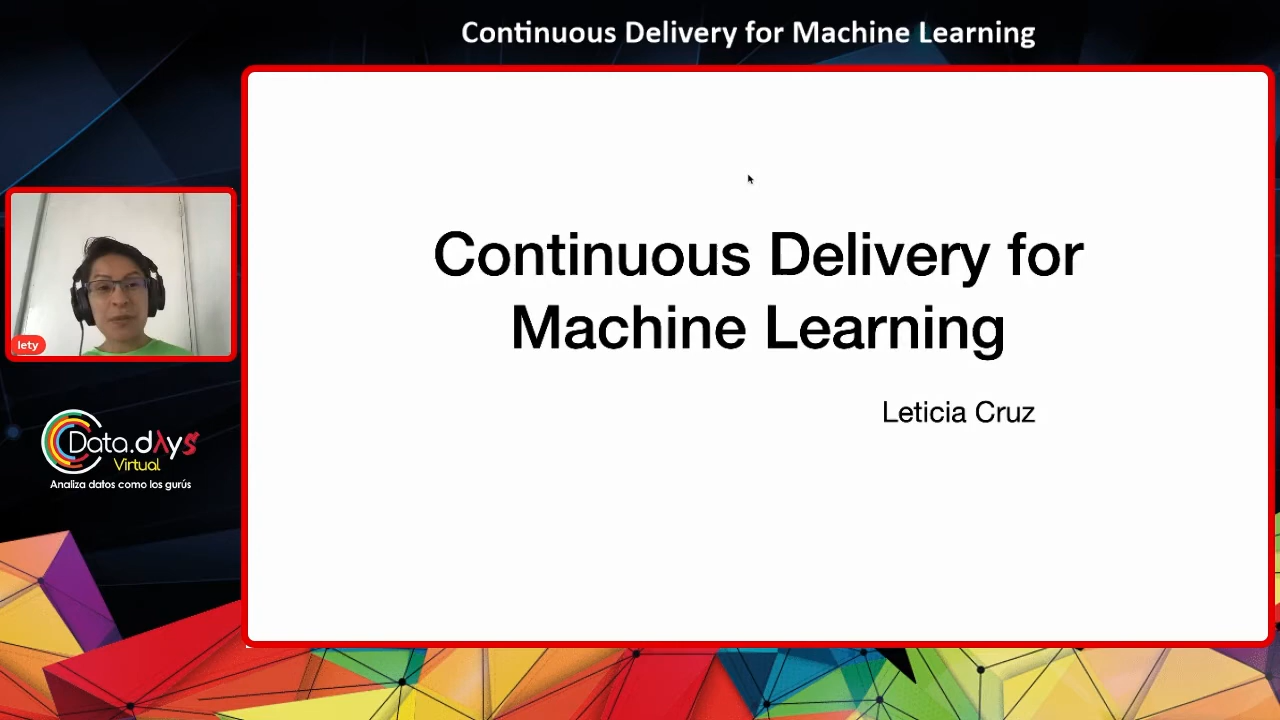 Continuous Delivery for Machine Learning
Continuous Delivery for
Machine Learning
Leticia Cruz
lety
Data.dλys
Virtual
Analiza datos como los gurús